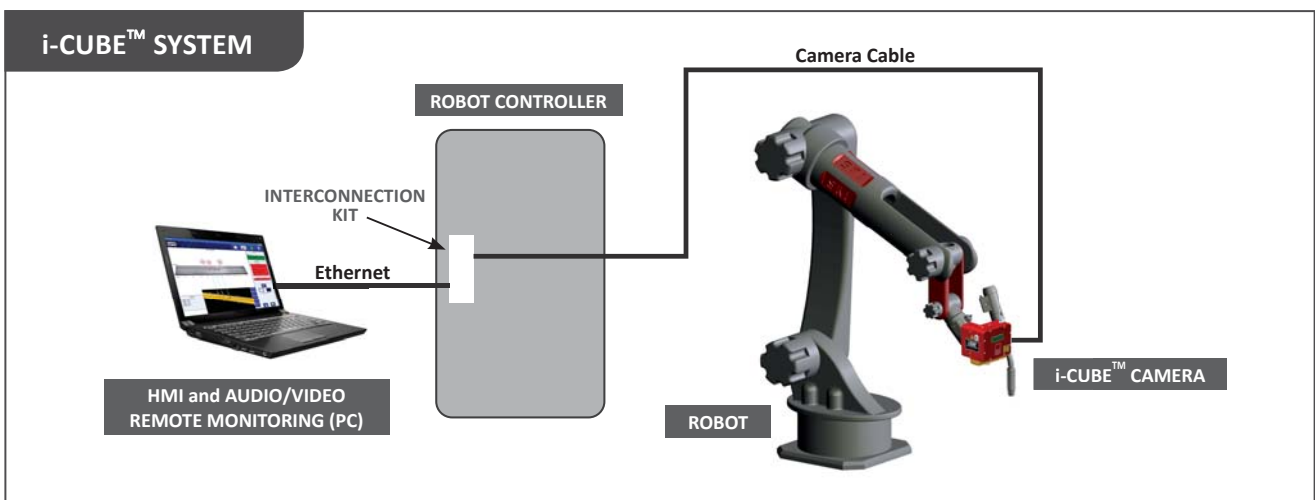 i-CUBE™ SYSTEM
Camera Cable
ROBOT CONTROLLER
INTERCONNECTION
KIT
Ethernet
HMI and AUDIO/VIDEO
REMOTE MONITORING (PC)
ROBOT
i-CUBE™ CAMERA